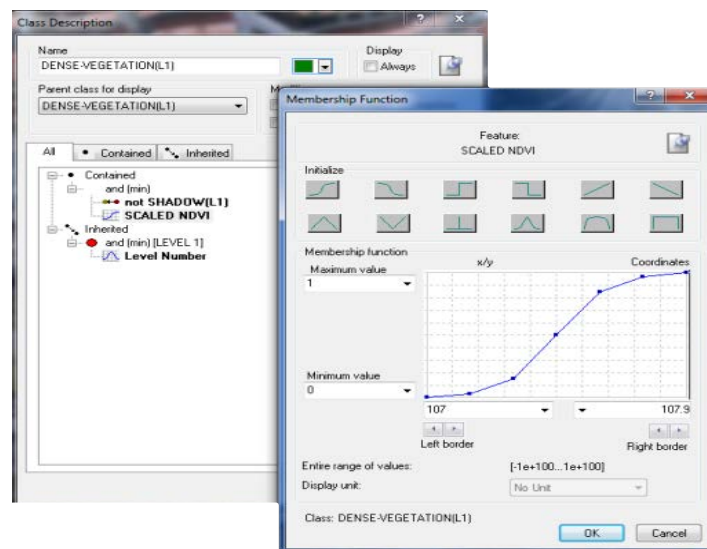 Class Description
Name
Display
DENSE-VEGETATION(L1)
Always
Parent class for display
DENSE-VEGETATION(L1)
All
Contained
Inherited
Contained
and (min)
not SHADOW(L1)
SCALED NDVI
Inherited
and (min) [LEVEL 1]
Level Number
Membership Function
Feature:
SCALED NDVI
Initialize
Membership function
x/y
Coordinates
Maximum value
1
Minimum value
0
107
107.9
Left border
Right border
Entire range of values:
[-1e+100...1e+100]
Display unit:
No Unit
Class: DENSE-VEGETATION(L1)
OK
Cancel